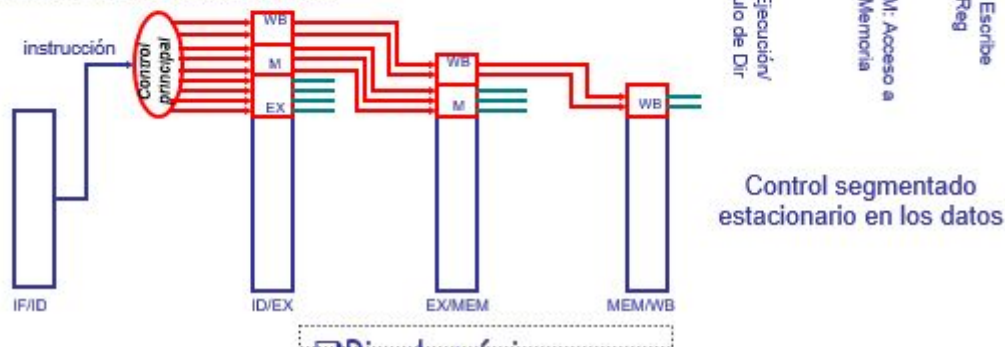 instrucción
Control
principal
WB
M
EX
WB
M
WB
IF/ID
ID/EX
EX/MEM
MEM/WB
Ejecución/
ulo de Dir
M: Acceso a
Memoria
Escribe
Reg
Control segmentado
estacionario en los datos